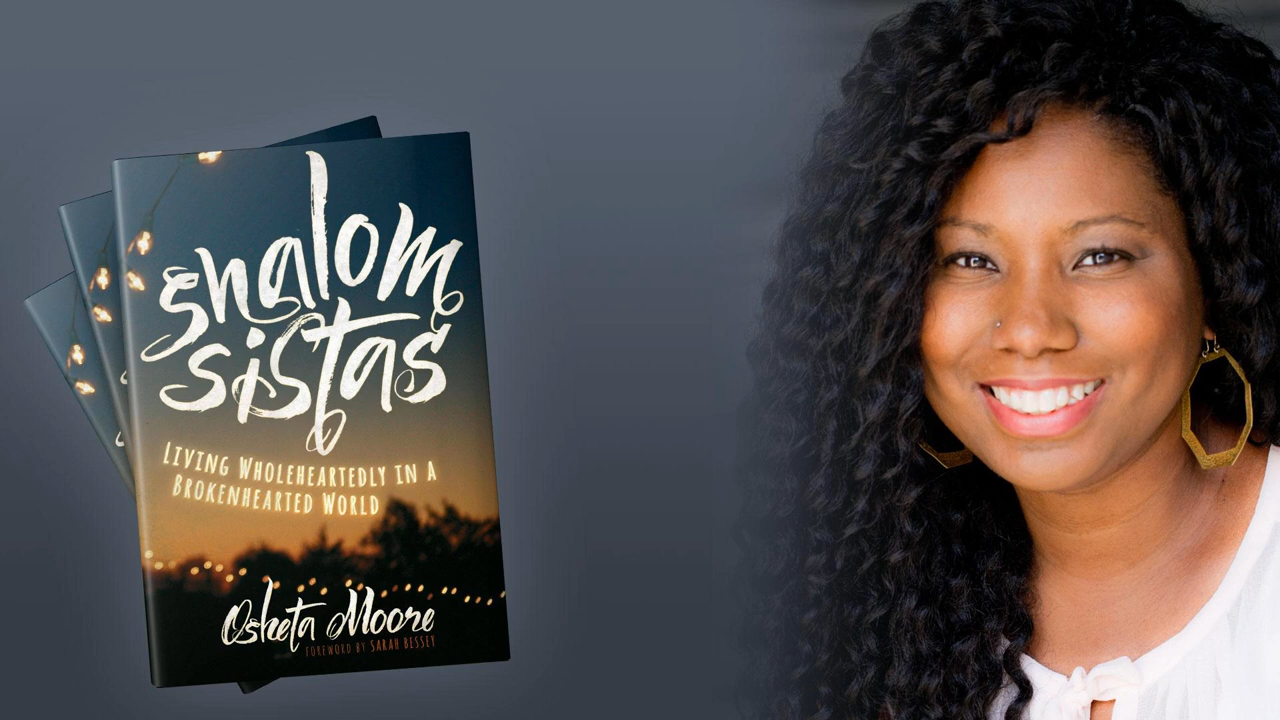 shalom
sistas
Living Wholeheartedly in a
Brokenhearted World
Osheta Moore
FOREWORD BY SARAH BESSEY